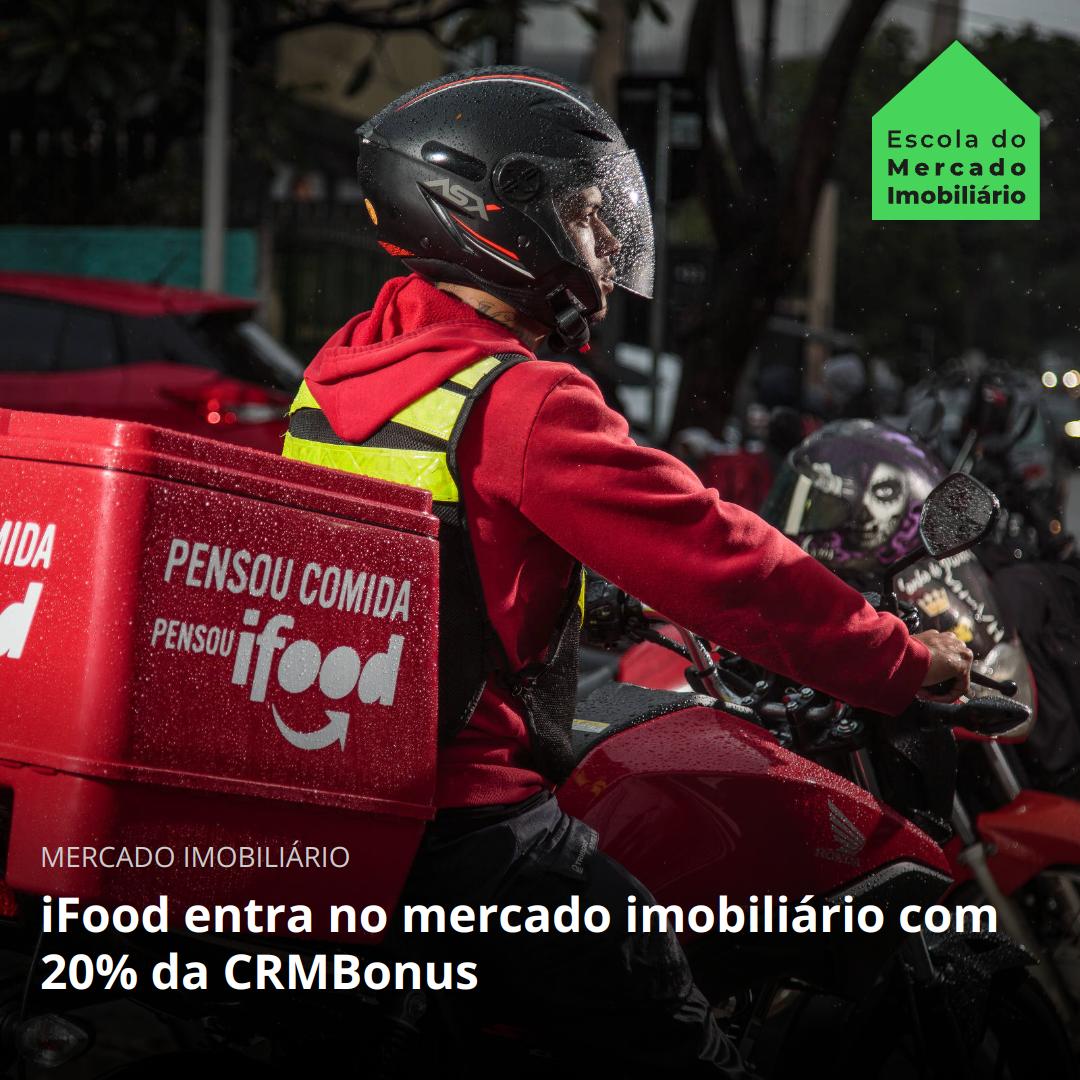 Escola do
Mercado
Imobiliário
ASX
MIDA
d
PENSOU COMIDA
PENSOU ifood
HONDA
MERCADO IMOBILIÁRIO
iFood entra no mercado imobiliário com
20% da CRMBonus